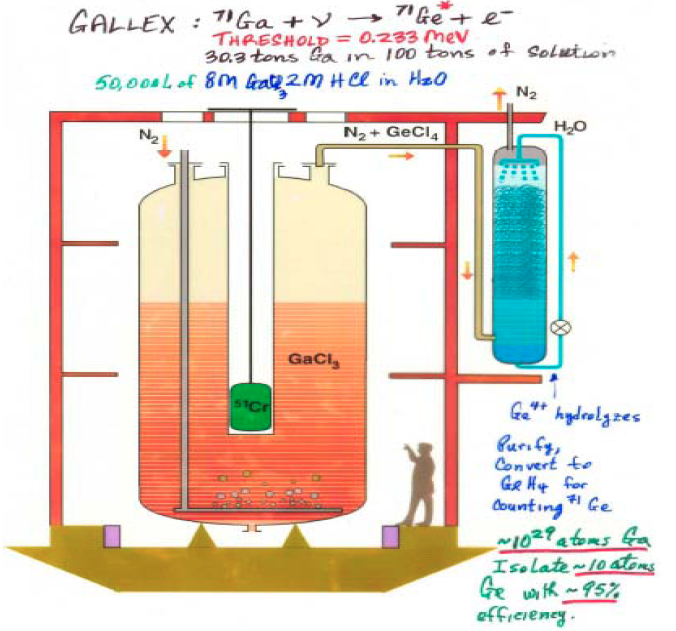 GALLEX : ⁷¹Ga + ν → ⁷¹Ge* + e⁻
THRESHOLD = 0.233 MeV
30.3 tons Ga in 100 tons of Solution
50,000L of 8M GaCl₃ 2M HCl in H₂O
N₂
H₂O
N₂
N₂ + GeCl₄
GaCl₃
⁵¹Cr
Ge⁴⁺ hydrolyzes
Purify,
Convert to
GeH₄ for
Counting ⁷¹Ge
~10²⁹ atoms Ga
Isolate ~10 atoms
Ge with ~95%
efficiency.